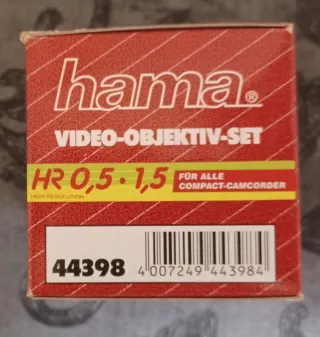 hama®
VIDEO-OBJEKTIV-SET
HR 0,5 • 1,5
HIGH RESOLUTION
FÜR ALLE
COMPACT-CAMCORDER
44398
4 007249 443984